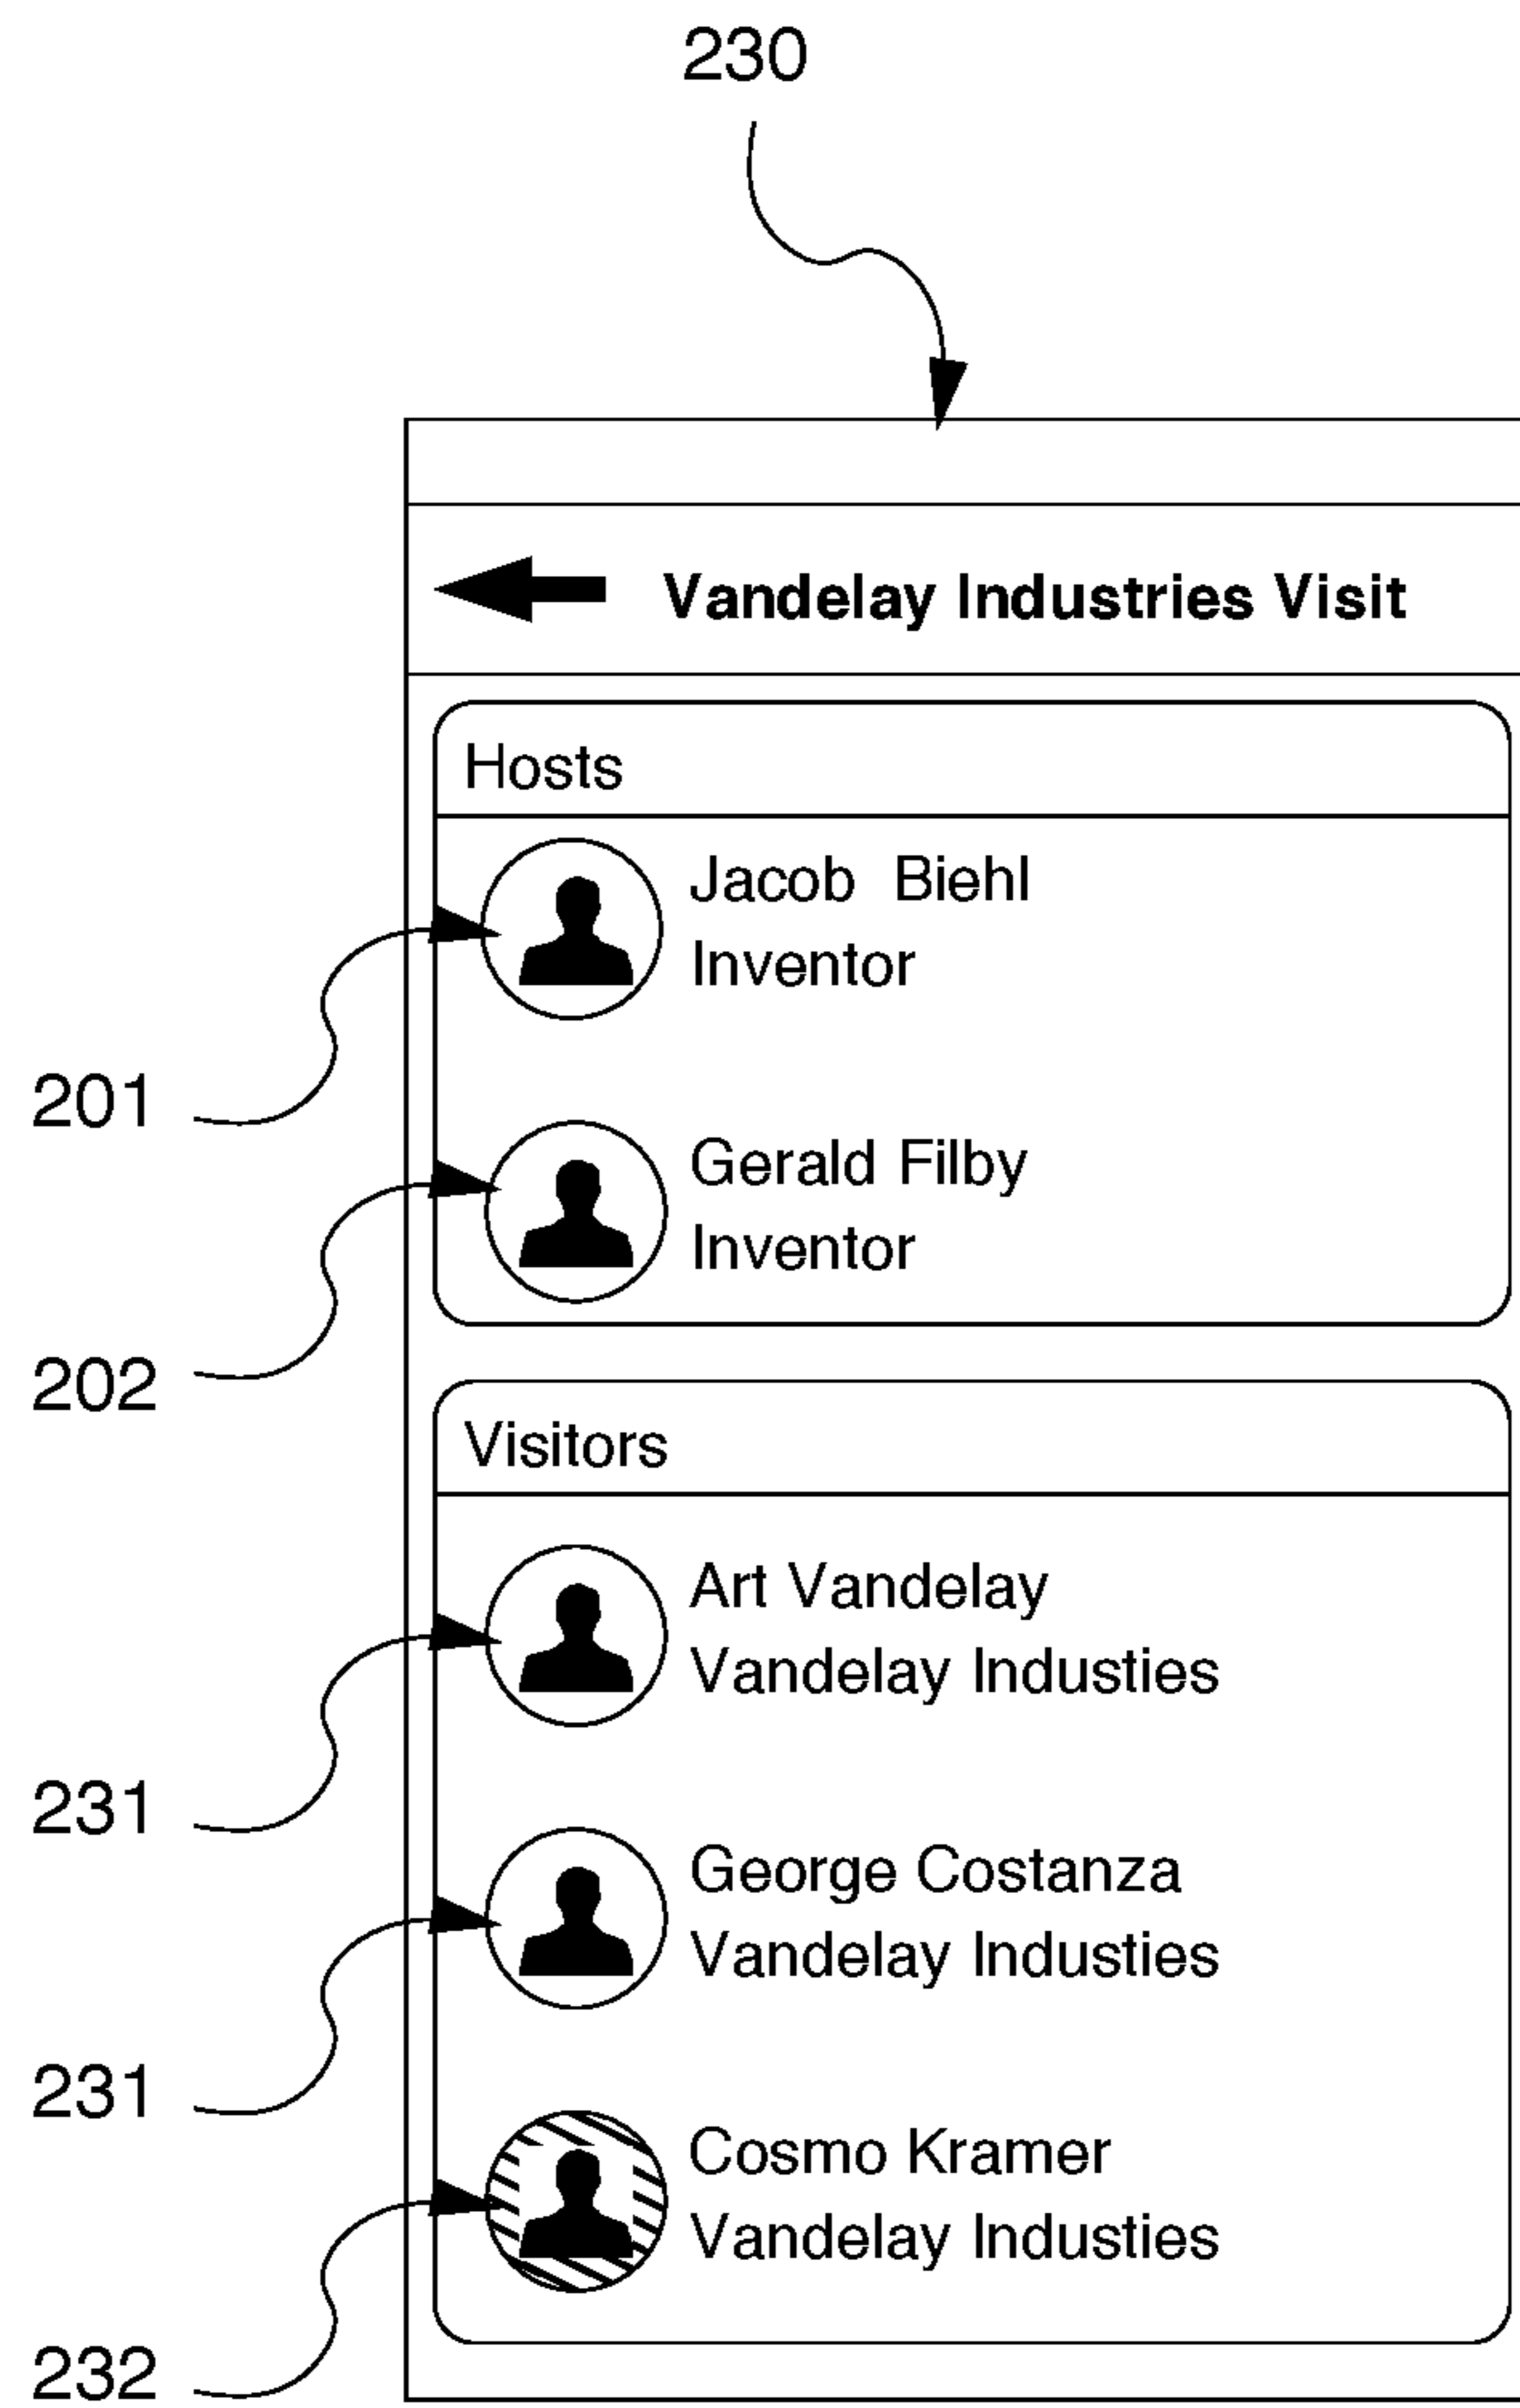 230
Vandelay Industries Visit
Hosts
Jacob Biehl
Inventor
201
Gerald Filby
Inventor
202
Visitors
Art Vandelay
Vandelay Industies
231
George Costanza
Vandelay Industies
231
Cosmo Kramer
Vandelay Industies
232